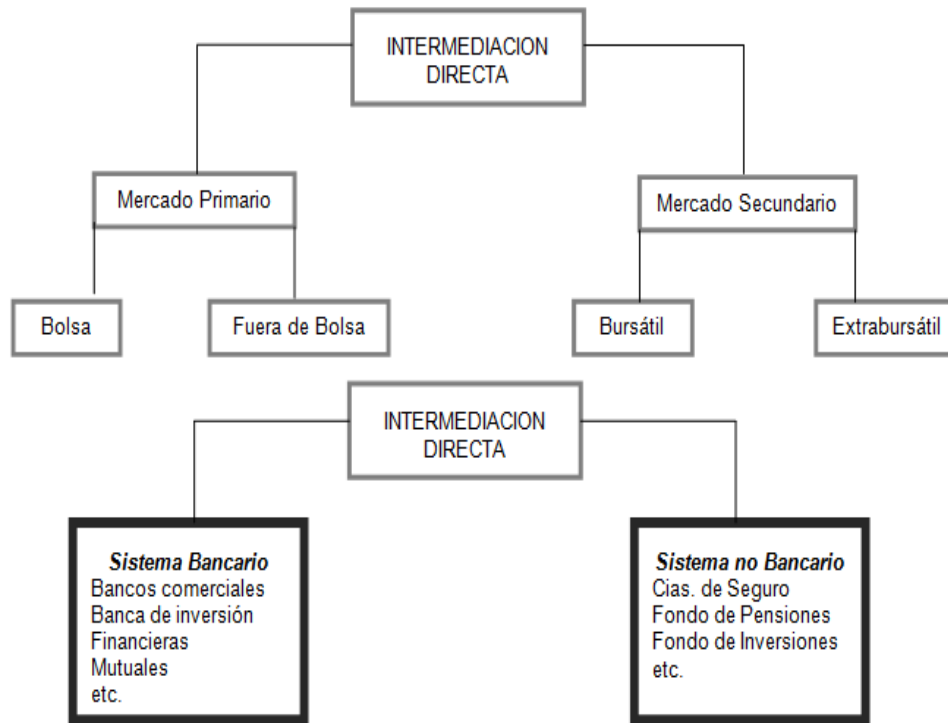 INTERMEDIACION
DIRECTA
Mercado Primario
Mercado Secundario
Bolsa
Fuera de Bolsa
Bursátil
Extrabursátil
INTERMEDIACION
DIRECTA
Sistema Bancario
Bancos comerciales
Banca de inversión
Financieras
Mutuales
etc.
Sistema no Bancario
Cias. de Seguro
Fondo de Pensiones
Fondo de Inversiones
etc.